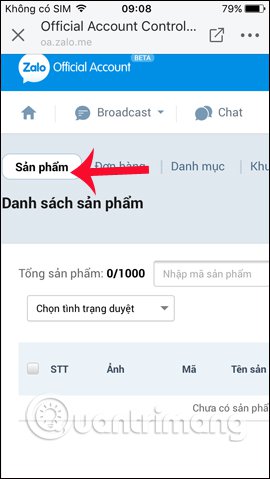 Không có SIM 09:08 79%
Official Account Control...
oa.zalo.me
Zalo Official Account BETA
Broadcast Chat
Sản phẩm Đơn hàng Danh mục Khu
Danh sách sản phẩm
Tổng sản phẩm: 0/1000 Nhập mã sản phẩm
Chọn tình trạng duyệt
STT Ảnh Mã Tên sản
Chưa có sản phẩ
Quantrimang